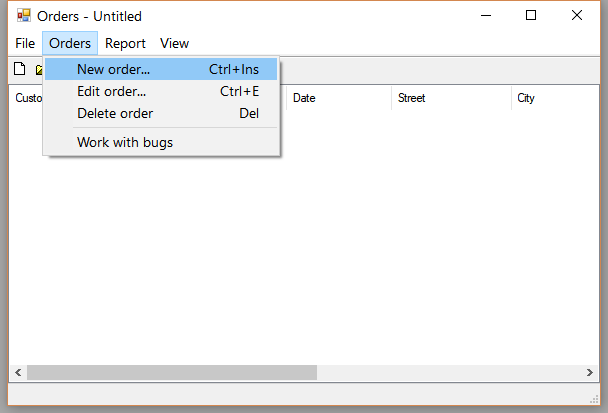 Orders - Untitled
File Orders Report View
New order... Ctrl+Ins
Edit order... Ctrl+E
Delete order Del
Work with bugs
Date Street City